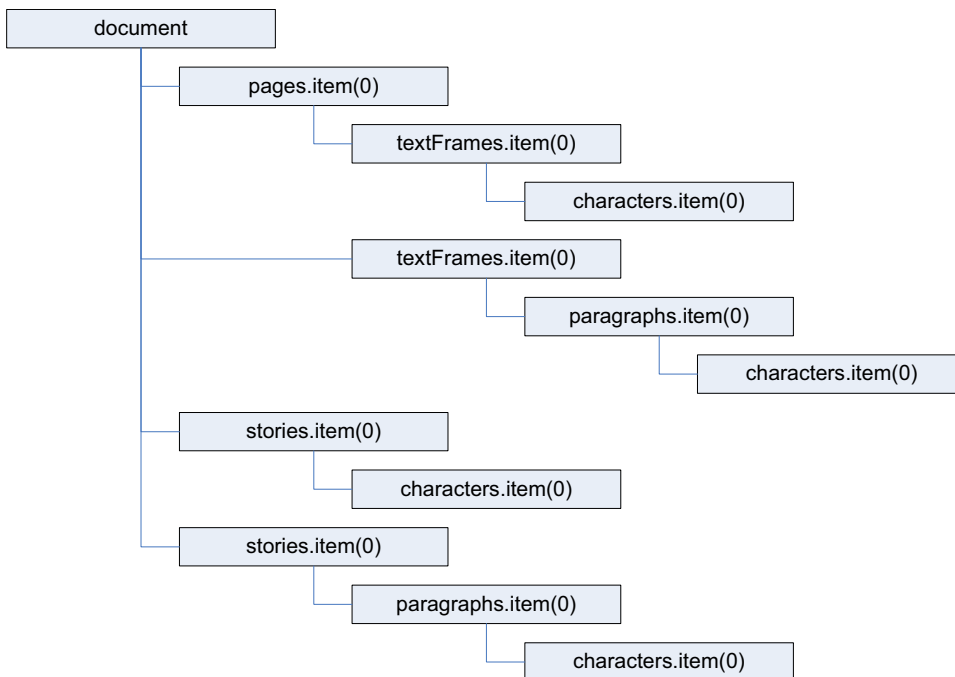 document
pages.item(0)
textFrames.item(0)
characters.item(0)
textFrames.item(0)
paragraphs.item(0)
characters.item(0)
stories.item(0)
characters.item(0)
stories.item(0)
paragraphs.item(0)
characters.item(0)